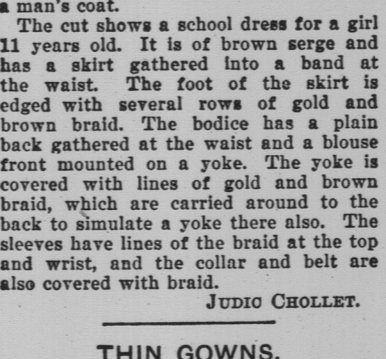 a man's coat.
The cut shows a school dress for a girl
11 years old. It is of brown serge and
has a skirt gathered into a band at
the waist. The foot of the skirt is
edged with several rows of gold and
brown braid. The bodice has a plain
back gathered at the waist and a blouse
front mounted on a yoke. The yoke is
covered with lines of gold and brown
braid, which are carried around to the
back to simulate a yoke there also. The
sleeves have lines of the braid at the top
and wrist, and the collar and belt are
also covered with braid.
JUDIC CHOLLET.
THIN GOWNS.